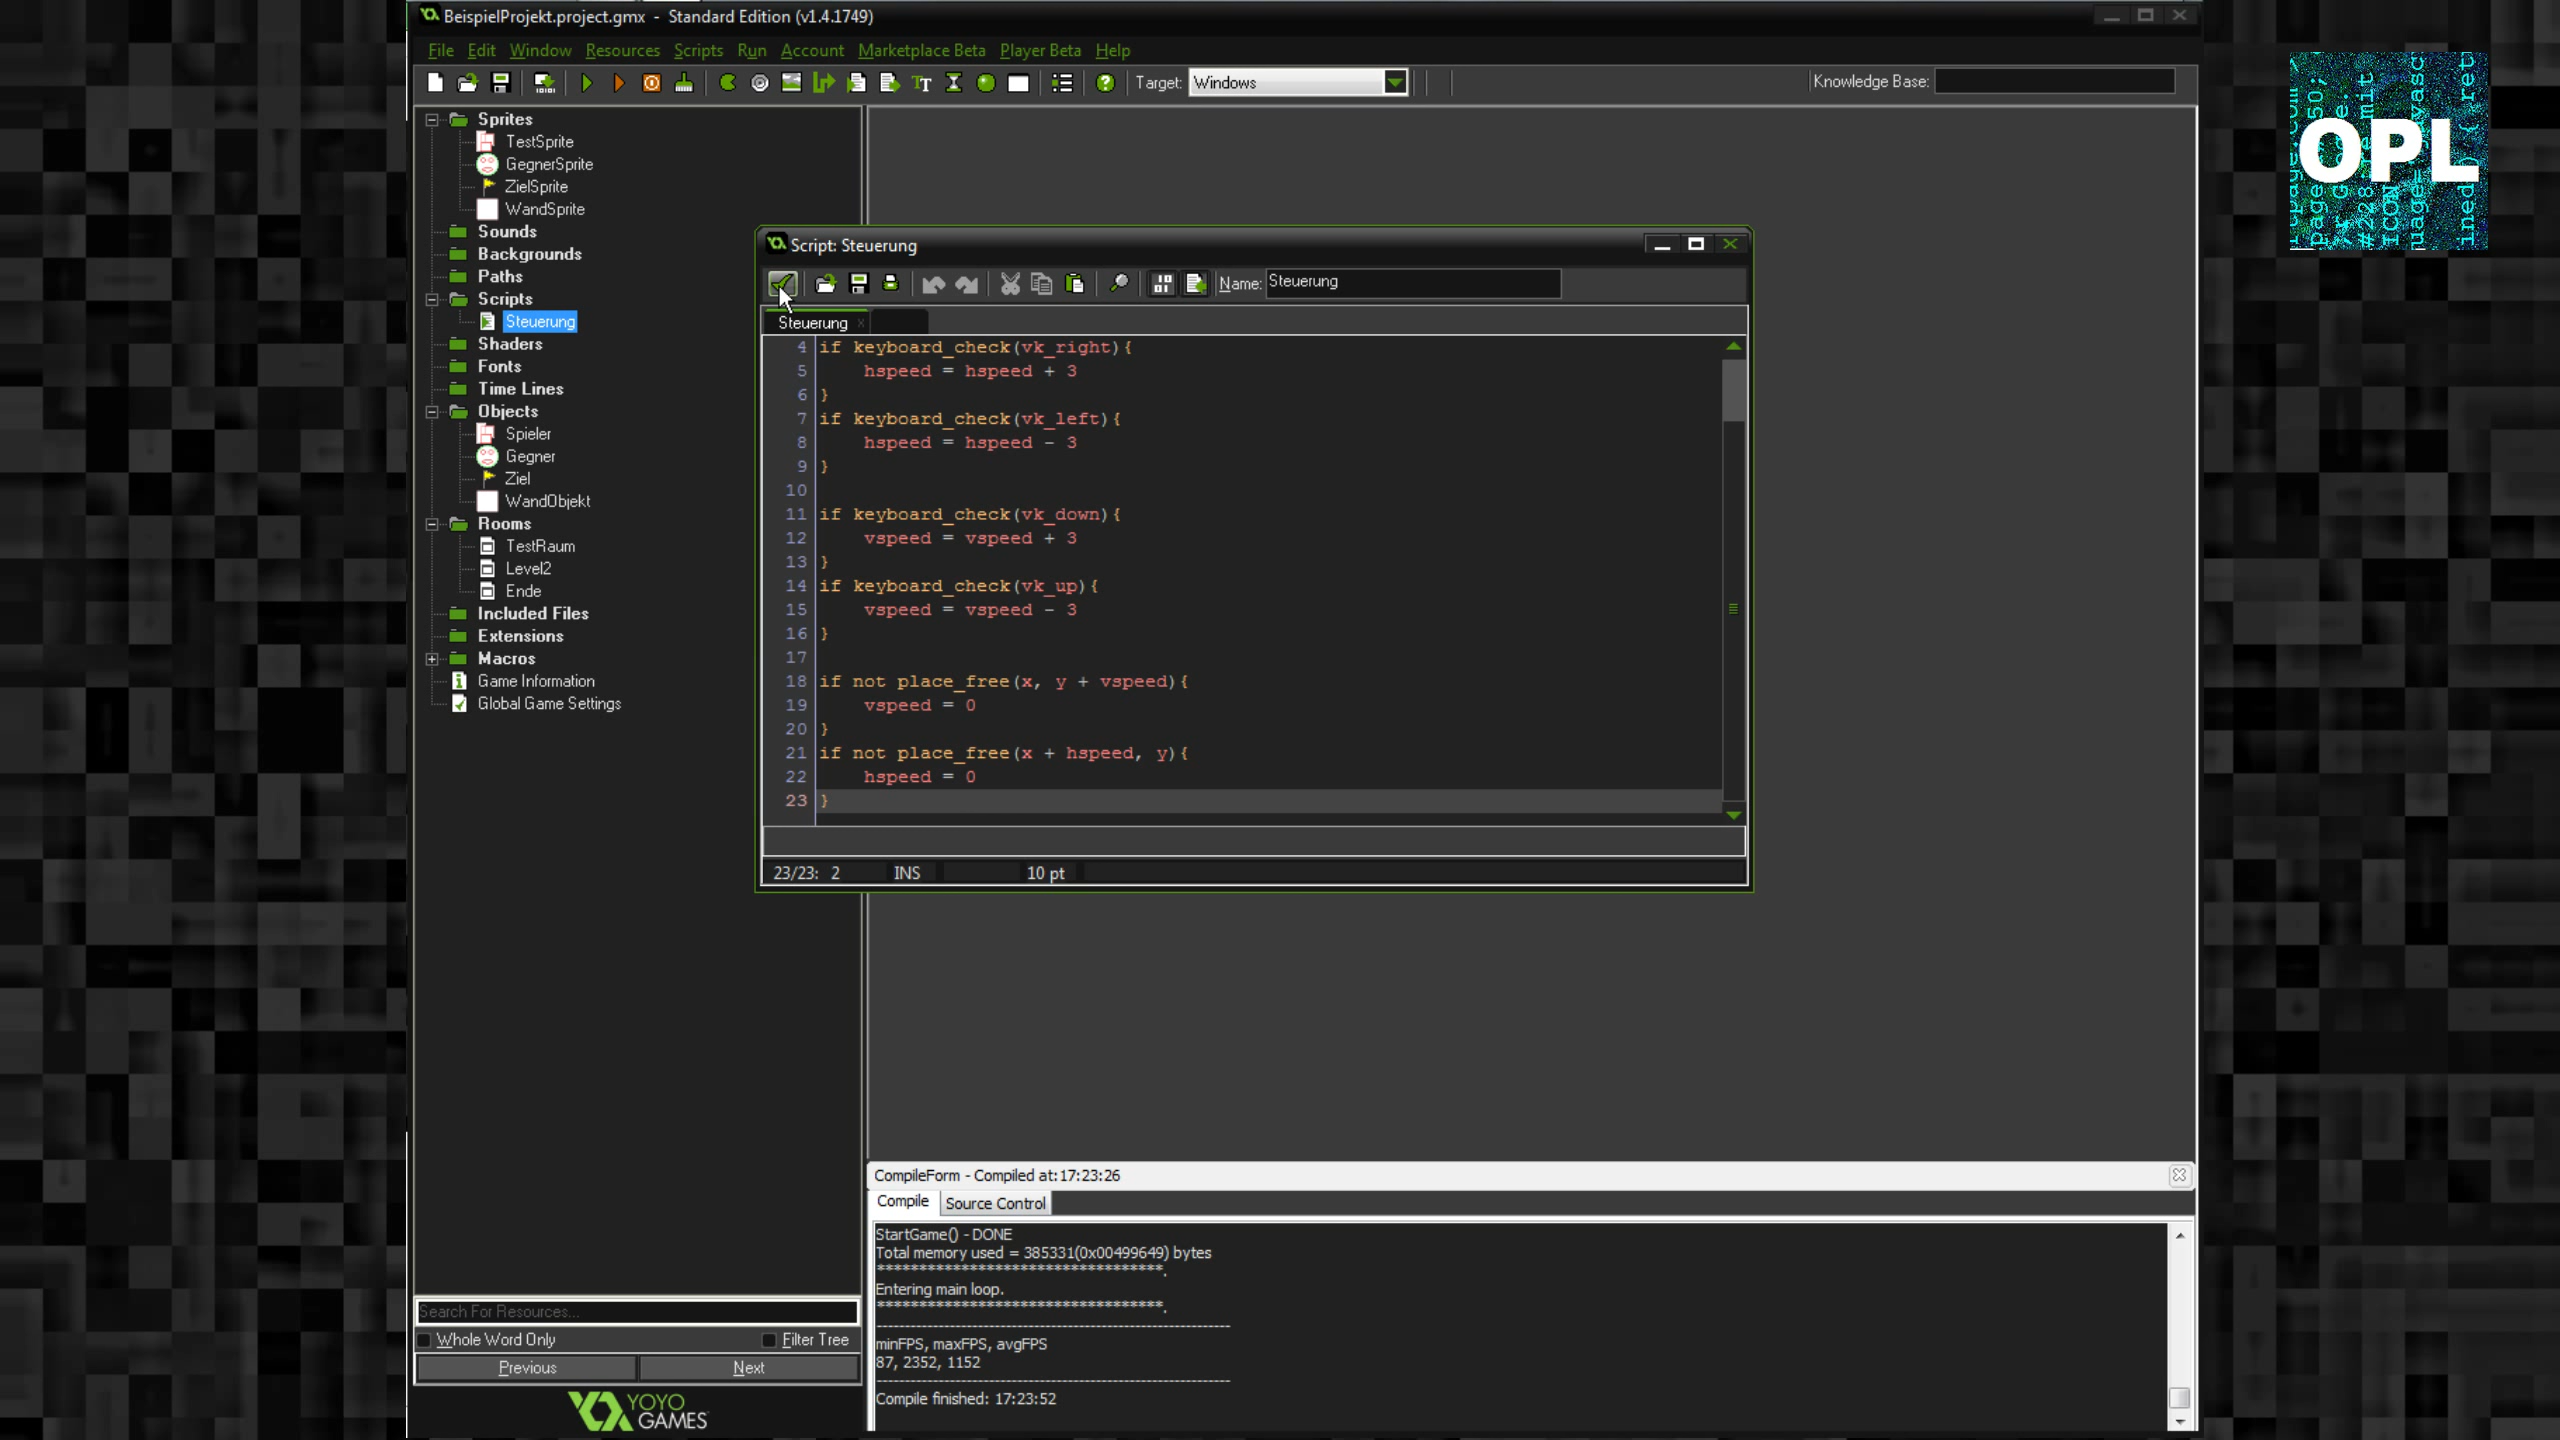 BeispielProjekt.project.gmx - Standard Edition (v1.4.1749)
File Edit Window Resources Scripts Run Account Marketplace Beta Player Beta Help
Target: Windows
Knowledge Base:
Sprites
TestSprite
GegnerSprite
ZielSprite
WandSprite
Sounds
Backgrounds
Paths
Scripts
Steuerung
Shaders
Fonts
Time Lines
Objects
Spieler
Gegner
Ziel
WandObjekt
Rooms
TestRaum
Level2
Ende
Included Files
Extensions
Macros
Game Information
Global Game Settings
Search For Resources...
Whole Word Only Filter Tree
Previous Next
YOYO
GAMES
Script: Steuerung
Name: Steuerung
Steuerung
4 if keyboard_check(vk_right){
5 hspeed = hspeed + 3
6 }
7 if keyboard_check(vk_left){
8 hspeed = hspeed - 3
9 }
10
11 if keyboard_check(vk_down){
12 vspeed = vspeed + 3
13 }
14 if keyboard_check(vk_up){
15 vspeed = vspeed - 3
16 }
17
18 if not place_free(x, y + vspeed){
19 vspeed = 0
20 }
21 if not place_free(x + hspeed, y){
22 hspeed = 0
23 }
23/23: 2 INS 10 pt
CompileForm - Compiled at:17:23:26
Compile Source Control
StartGame() - DONE
Total memory used = 385331(0x00499649) bytes
**********************************.
Entering main loop.
**********************************.
minFPS, maxFPS, avgFPS
87, 2352, 1152
Compile finished: 17:23:52
OPL